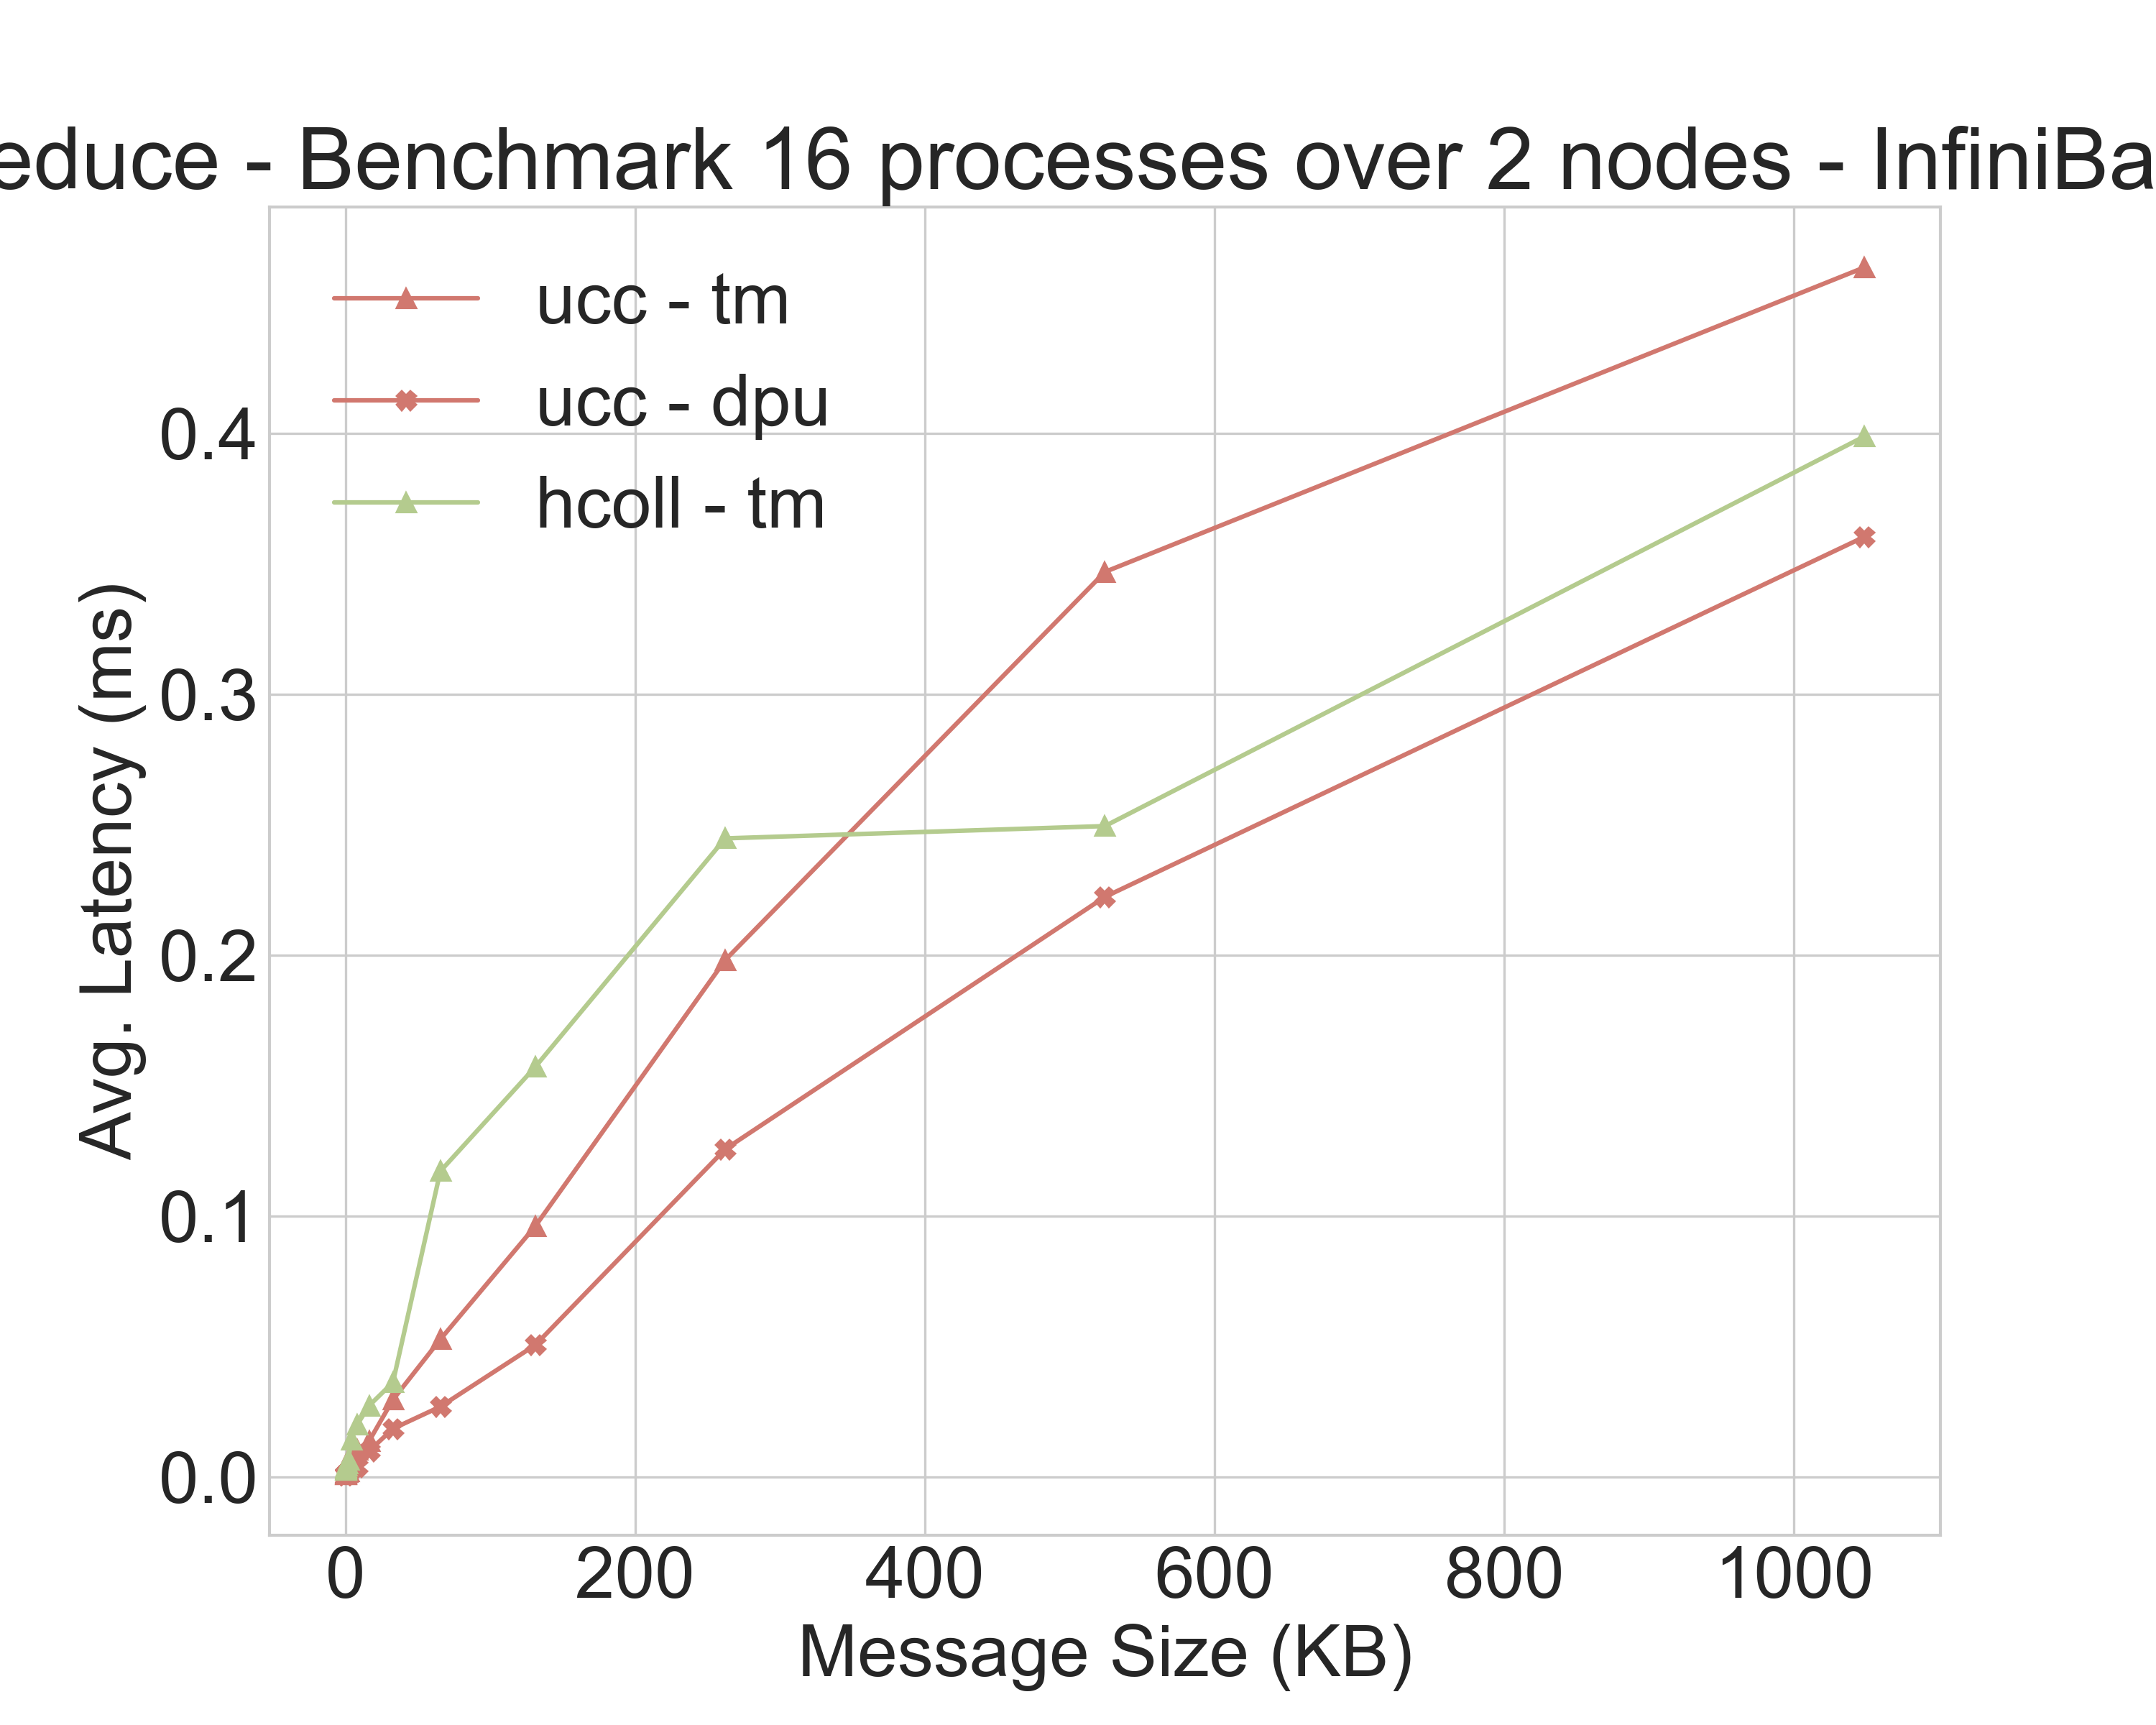 educe - Benchmark 16 processes over 2 nodes - InfiniBa
ucc - tm
ucc - dpu
hcoll - tm
Avg. Latency (ms)
0.4
0.3
0.2
0.1
0.0
0 200 400 600 800 1000
Message Size (KB)